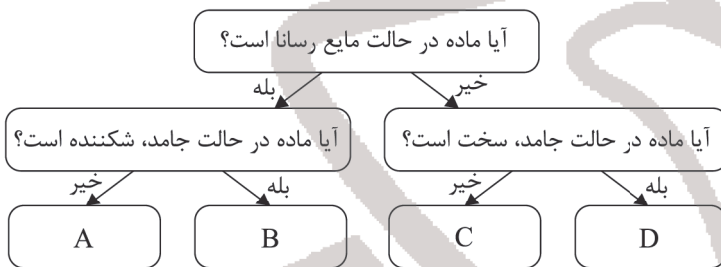 آیا ماده در حالت مایع رسانا است؟
خیر
بله
آیا ماده در حالت جامد، سخت است؟
آیا ماده در حالت جامد، شکننده است؟
بله
خیر
بله
خیر
A
B
C
D